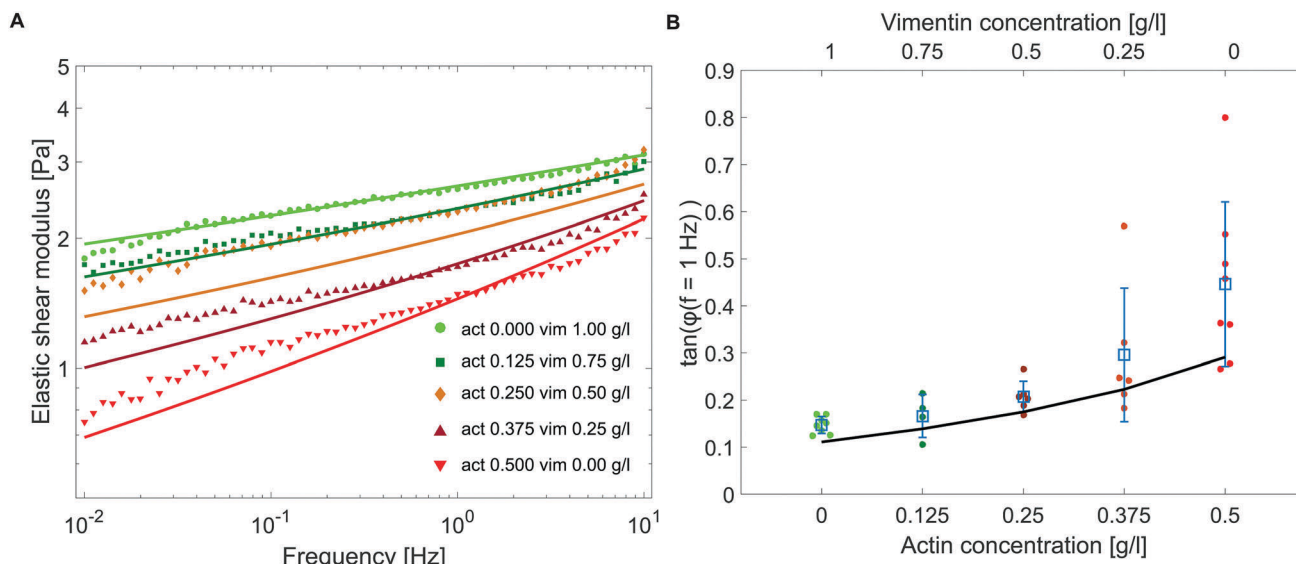 A
Elastic shear modulus [Pa]
5
4
3
2
1
act 0.000 vim 1.00 g/l
act 0.125 vim 0.75 g/l
act 0.250 vim 0.50 g/l
act 0.375 vim 0.25 g/l
act 0.500 vim 0.00 g/l
10-2 10-1 100 101
Frequency [Hz]
B
Vimentin concentration [g/l]
1 0.75 0.5 0.25 0
tan(φ(f = 1 Hz) )
0.9
0.8
0.7
0.6
0.5
0.4
0.3
0.2
0.1
0
0 0.125 0.25 0.375 0.5
Actin concentration [g/l]